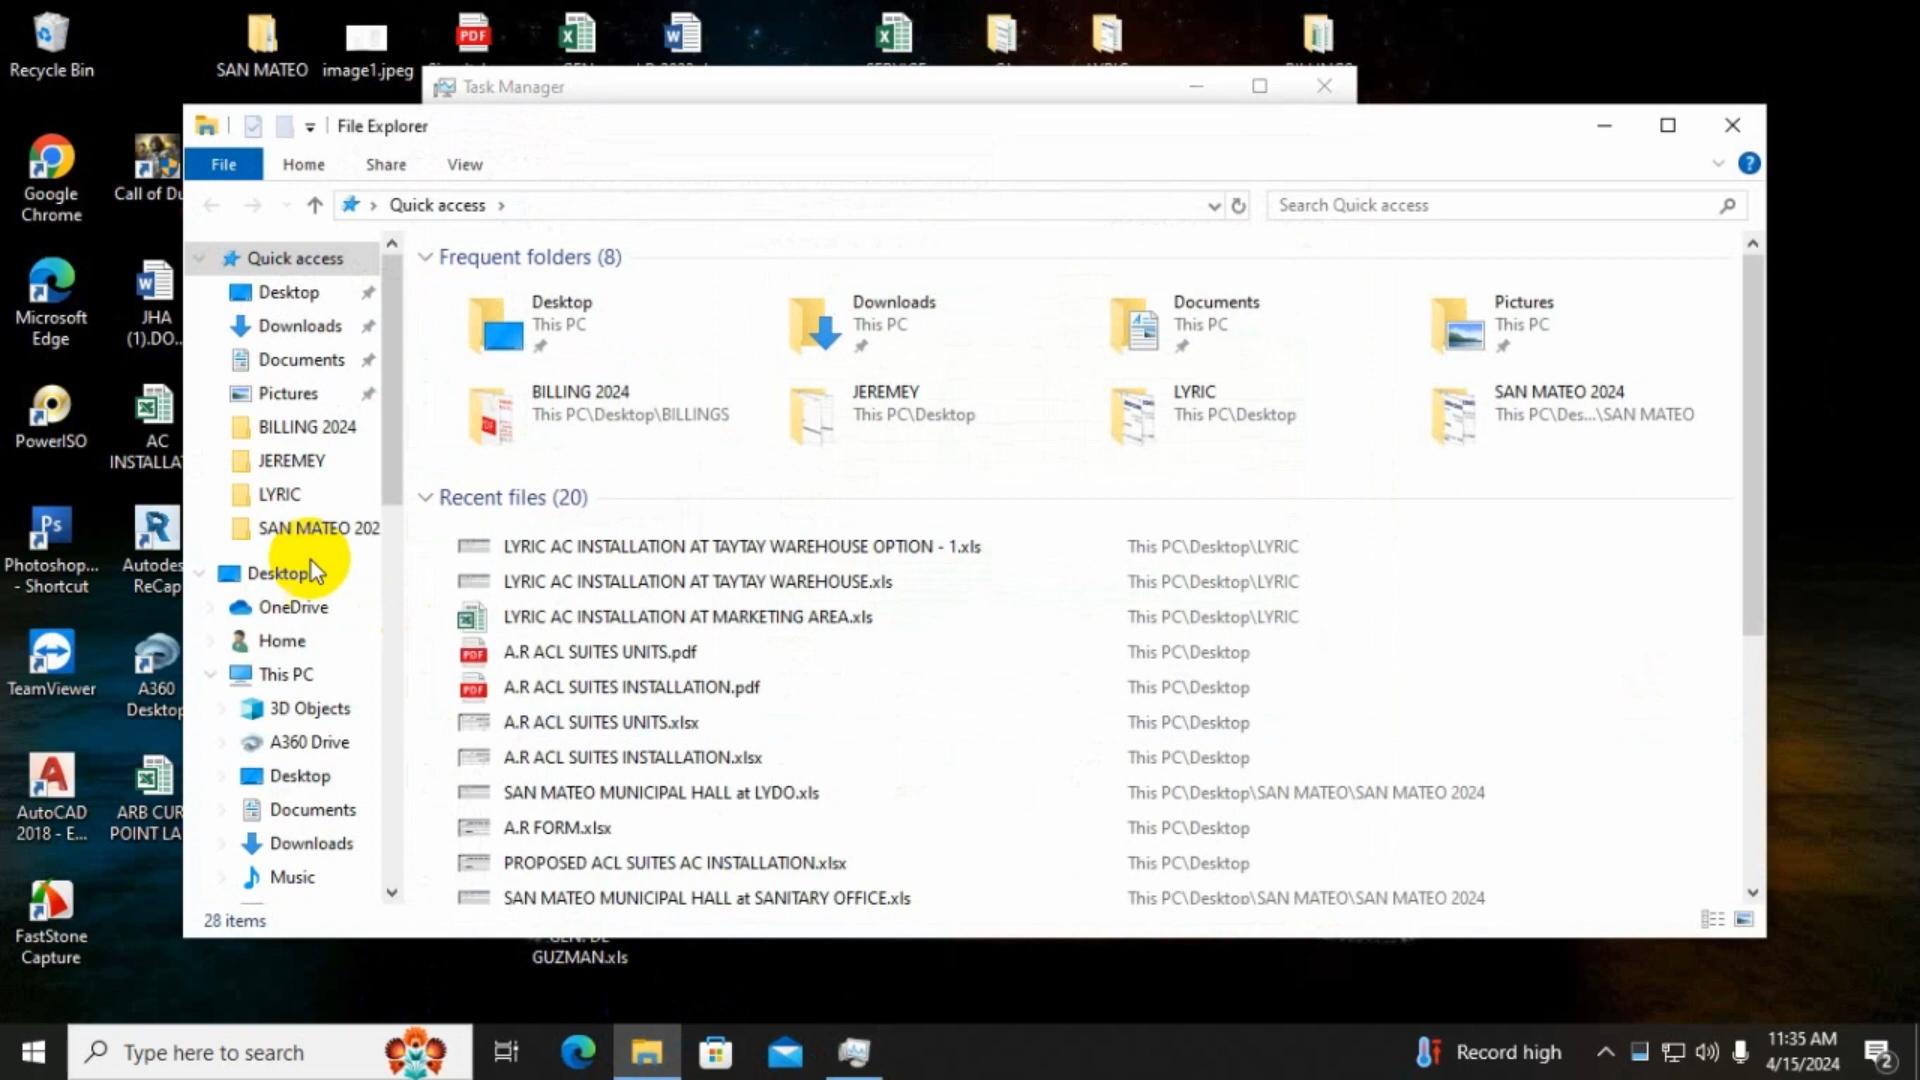 Recycle Bin
SAN MATEO
image1.jpeg
Task Manager
File Explorer
File
Home
Share
View
Quick access
Search Quick access
Google Chrome
Call of Du
Microsoft Edge
JHA (1).DO...
PowerISO
AC INSTALLA
Photoshop... - Shortcut
Autodes ReCap
TeamViewer
A360 Desktop
AutoCAD 2018 - E...
ARB CUR POINT LA
FastStone Capture
Quick access
Desktop
Downloads
Documents
Pictures
BILLING 2024
JEREMEY
LYRIC
SAN MATEO 202
Desktop
OneDrive
Home
This PC
3D Objects
A360 Drive
Desktop
Documents
Downloads
Music
Frequent folders (8)
Desktop
This PC
Downloads
This PC
Documents
This PC
Pictures
This PC
BILLING 2024
This PC\Desktop\BILLINGS
JEREMEY
This PC\Desktop
LYRIC
This PC\Desktop
SAN MATEO 2024
This PC\Des...\SAN MATEO
Recent files (20)
LYRIC AC INSTALLATION AT TAYTAY WAREHOUSE OPTION - 1.xls This PC\Desktop\LYRIC
LYRIC AC INSTALLATION AT TAYTAY WAREHOUSE.xls This PC\Desktop\LYRIC
LYRIC AC INSTALLATION AT MARKETING AREA.xls This PC\Desktop\LYRIC
A.R ACL SUITES UNITS.pdf This PC\Desktop
A.R ACL SUITES INSTALLATION.pdf This PC\Desktop
A.R ACL SUITES UNITS.xlsx This PC\Desktop
A.R ACL SUITES INSTALLATION.xlsx This PC\Desktop
SAN MATEO MUNICIPAL HALL at LYDO.xls This PC\Desktop\SAN MATEO\SAN MATEO 2024
A.R FORM.xlsx This PC\Desktop
PROPOSED ACL SUITES AC INSTALLATION.xlsx This PC\Desktop
SAN MATEO MUNICIPAL HALL at SANITARY OFFICE.xls This PC\Desktop\SAN MATEO\SAN MATEO 2024
28 items
GUZMAN.xls
Type here to search
Record high
11:35 AM
4/15/2024
2